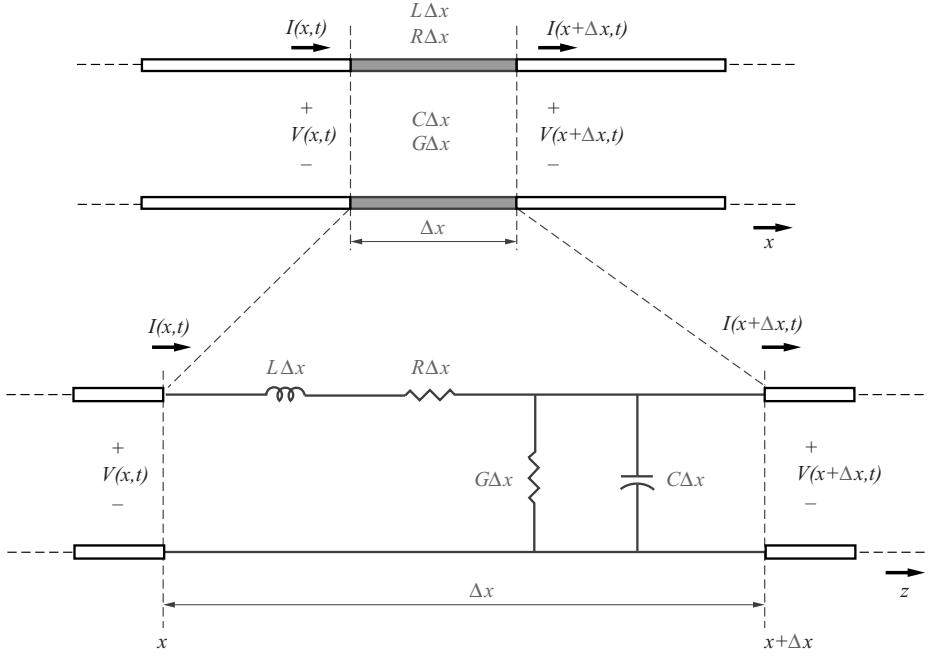 LΔx
I(x,t) RΔx I(x+Δx,t)
+ CΔx +
V(x,t) GΔx V(x+Δx,t)
− −
Δx
x
I(x,t) I(x+Δx,t)
LΔx RΔx
+ +
V(x,t) GΔx CΔx V(x+Δx,t)
− −
Δx
z
x x+Δx